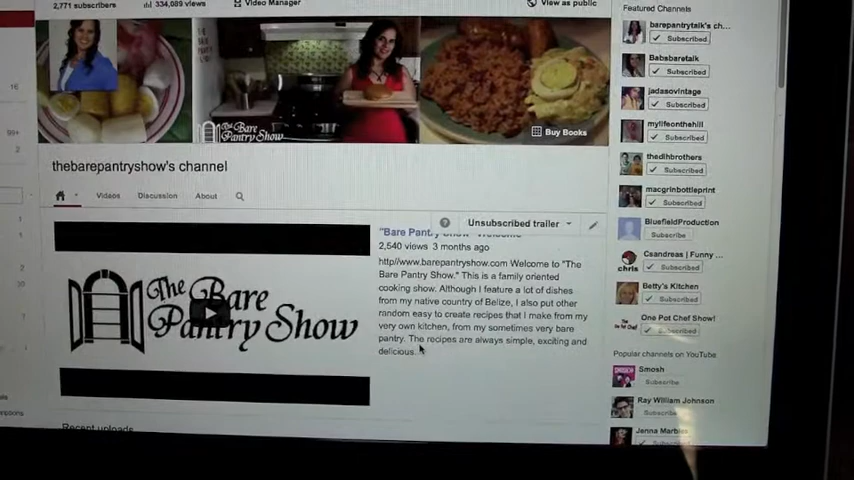 2,771 subscribers
334,089 views
Video Manager
View as public
The
Bare Pantry Show
Buy Books
thebarepantryshow's channel
Videos
Discussion
About
Unsubscribed trailer
2,540 views 3 months ago
http//www.barepantryshow.com Welcome to "The
Bare Pantry Show." This is a family oriented
cooking show. Although I feature a lot of dishes
from my native country of Belize, I also put other
random easy to create recipes that I make from my
very own kitchen, from my sometimes very bare
pantry. The recipes are always simple, exciting and
delicious.
The Bare
Pantry Show
Recent uploads
Featured Channels
barepantrytalk's ch...
Subscribed
Babsbaretalk
Subscribed
jadasovintage
Subscribed
mylifeonthehill
Subscribed
thedihbrothers
Subscribed
macgrinbottleprint
Subscribed
BluefieldProduction
Subscribe
Csandreas | Funny ...
Subscribed
chris
Betty's Kitchen
Subscribed
One Pot Chef Show!
Subscribed
Popular channels on YouTube
Smosh
Subscribe
Ray William Johnson
Subscribe
Jenna Marbles
Subscribe
16
99+
2